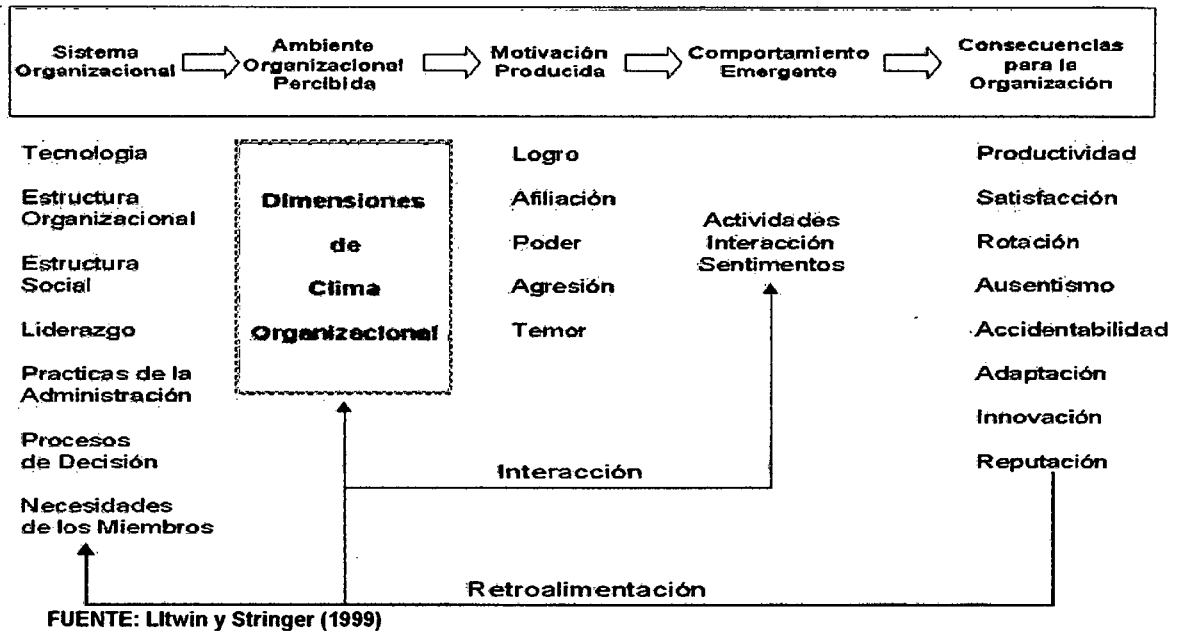 Sistema
Organizacional
Ambiente
Organizacional
Percibida
Motivación
Producida
Comportamiento
Emergente
Consecuencias
para la
Organización
Tecnologia
Estructura
Organizacional
Estructura
Social
Liderazgo
Practicas de la
Administración
Procesos
de Decisión
Necesidades
de los Miembros
Dimensiones
de
Clima
Organizacional
Logro
Afiliación
Poder
Agresión
Temor
Actividades
Interacción
Sentimentos
Productividad
Satisfacción
Rotación
Ausentismo
Accidentabilidad
Adaptación
Innovación
Reputación
Interacción
Retroalimentación
FUENTE: Litwin y Stringer (1999)